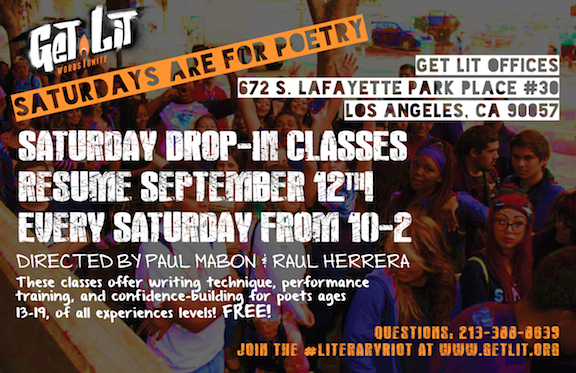 GET LIT
WORDS IGNITE
SATURDAYS ARE FOR POETRY
GET LIT OFFICES
672 S. LAFAYETTE PARK PLACE #30
LOS ANGELES, CA 90057
SATURDAY DROP-IN CLASSES
RESUME SEPTEMBER 12TH!
EVERY SATURDAY FROM 10-2
DIRECTED BY PAUL MABON & RAUL HERRERA
These classes offer writing technique, performance
training, and confidence-building for poets ages
13-19, of all experiences levels! FREE!
QUESTIONS: 213-388-8639
JOIN THE #LITERARYRIOT AT WWW.GETLIT.ORG